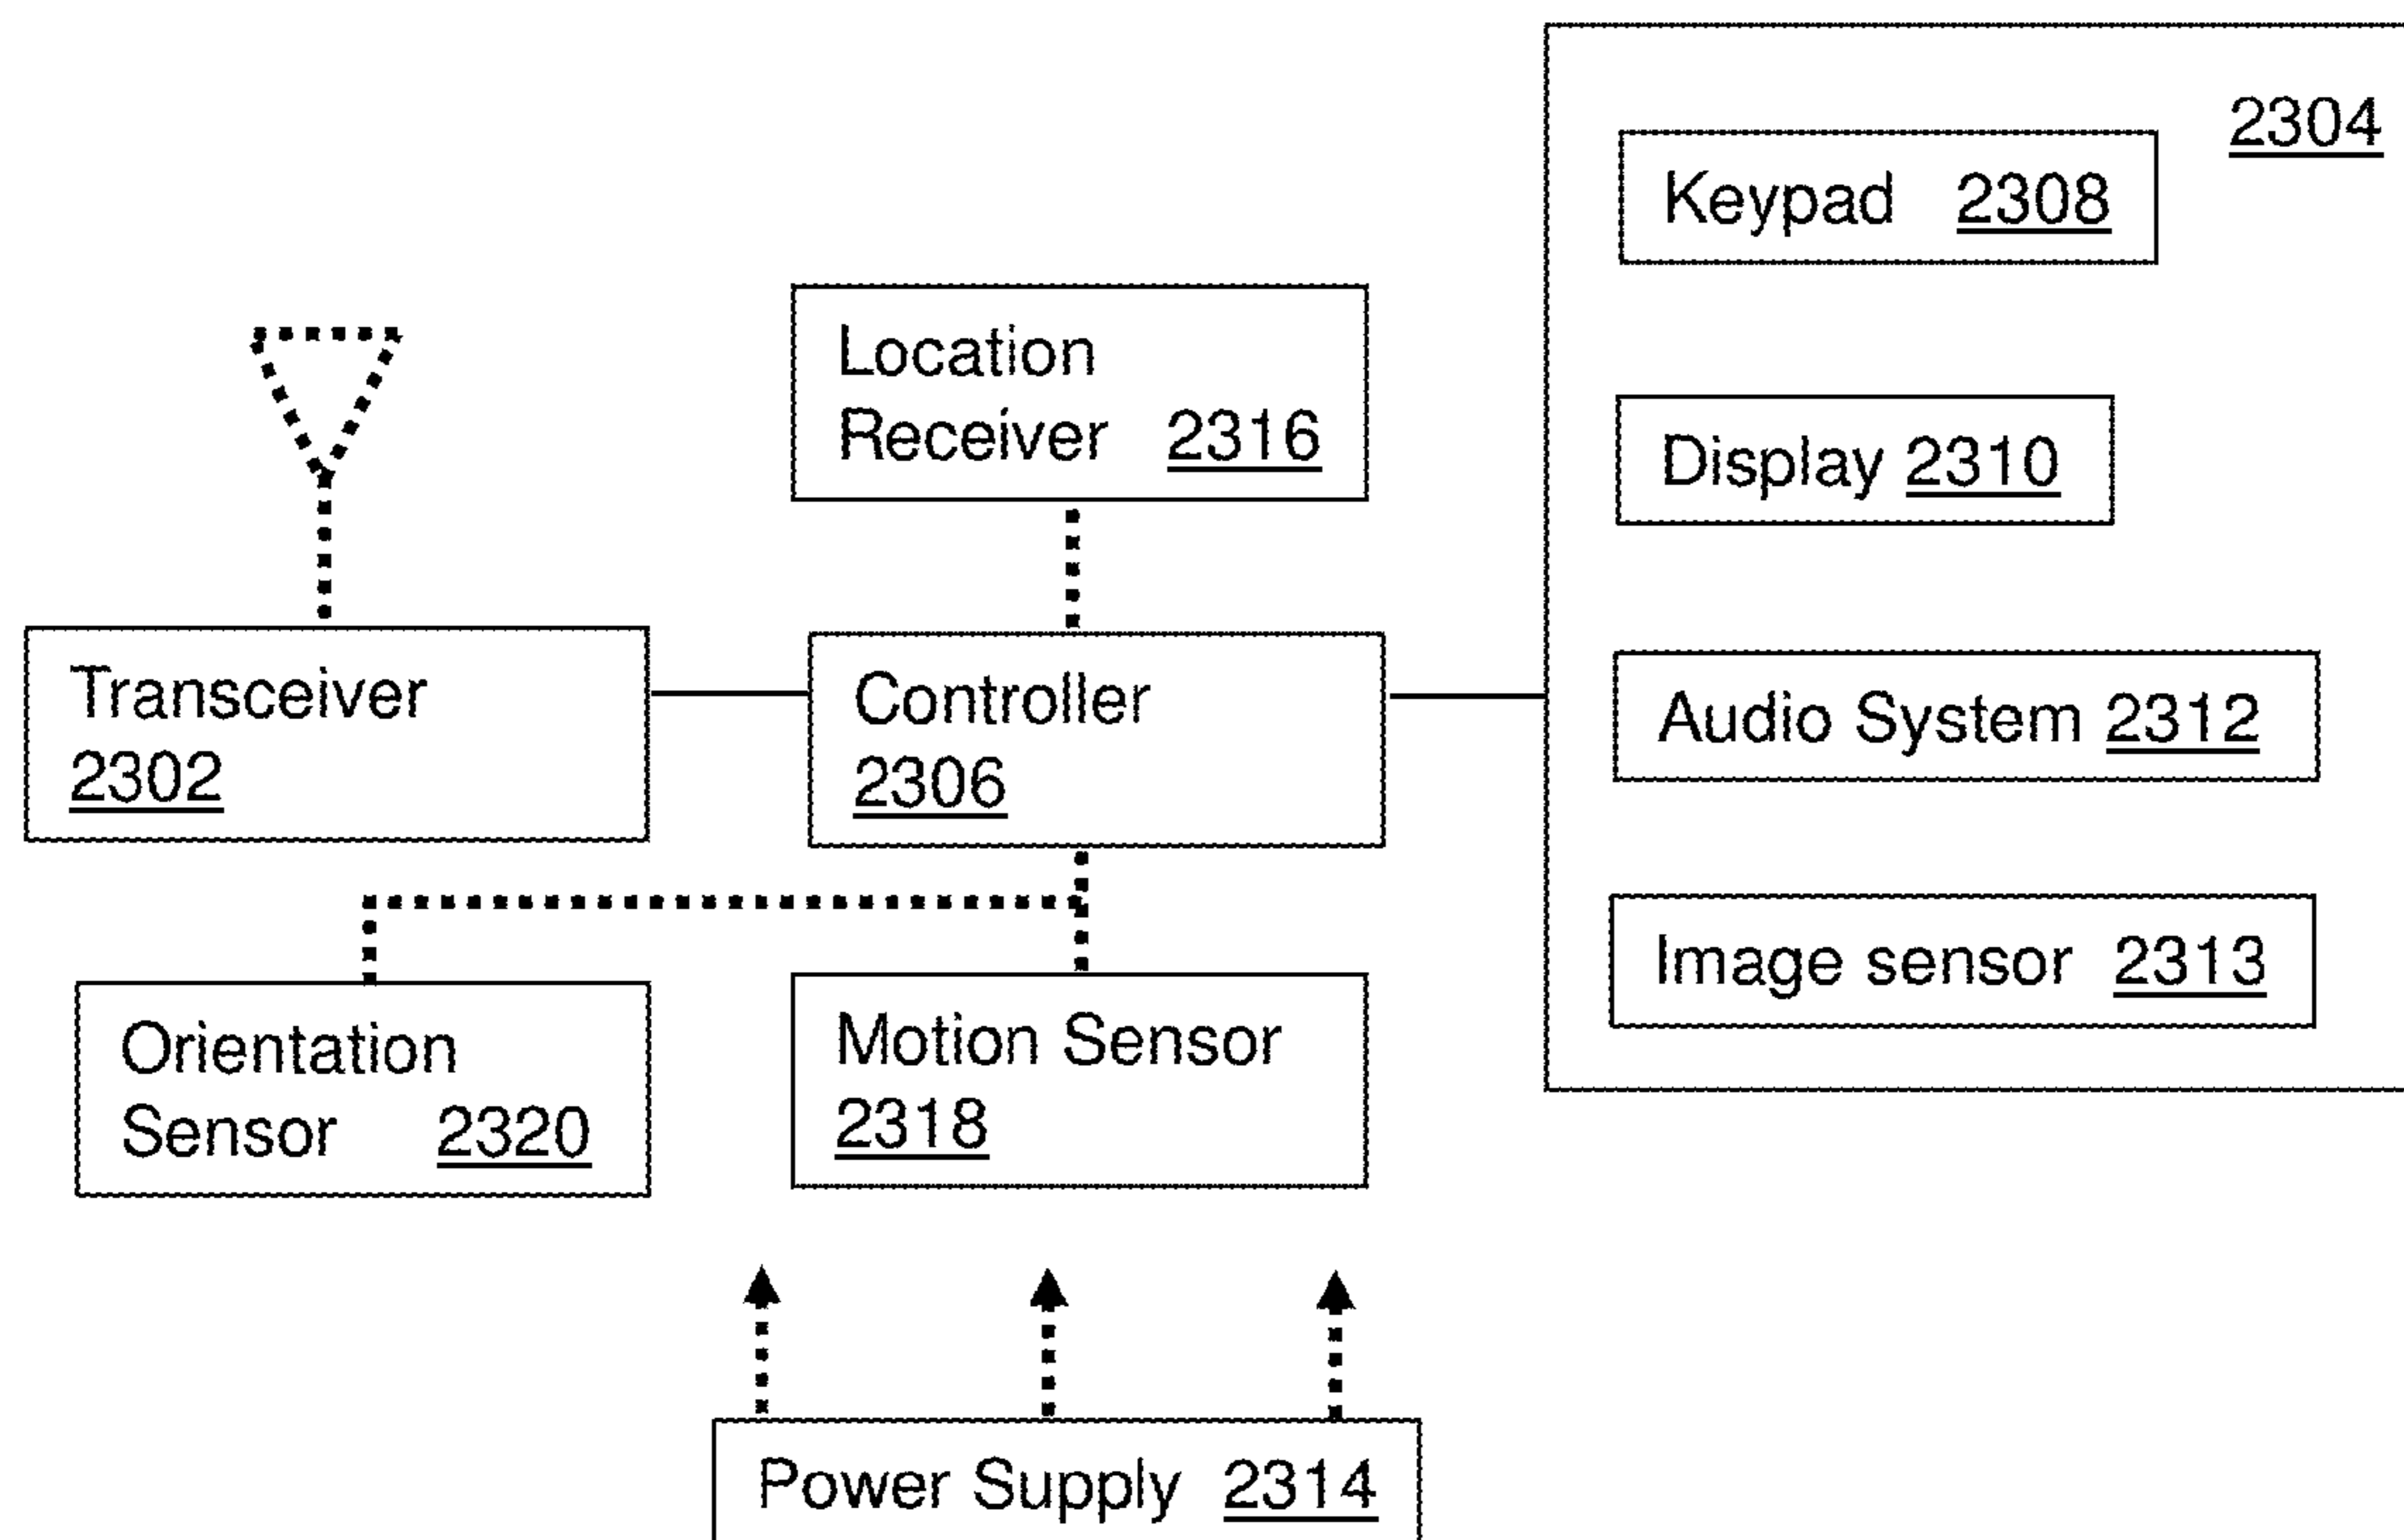 2304
Keypad 2308
Location
Receiver 2316
Display 2310
Transceiver
2302
Controller
2306
Audio System 2312
Image sensor 2313
Orientation
Sensor 2320
Motion Sensor
2318
Power Supply 2314